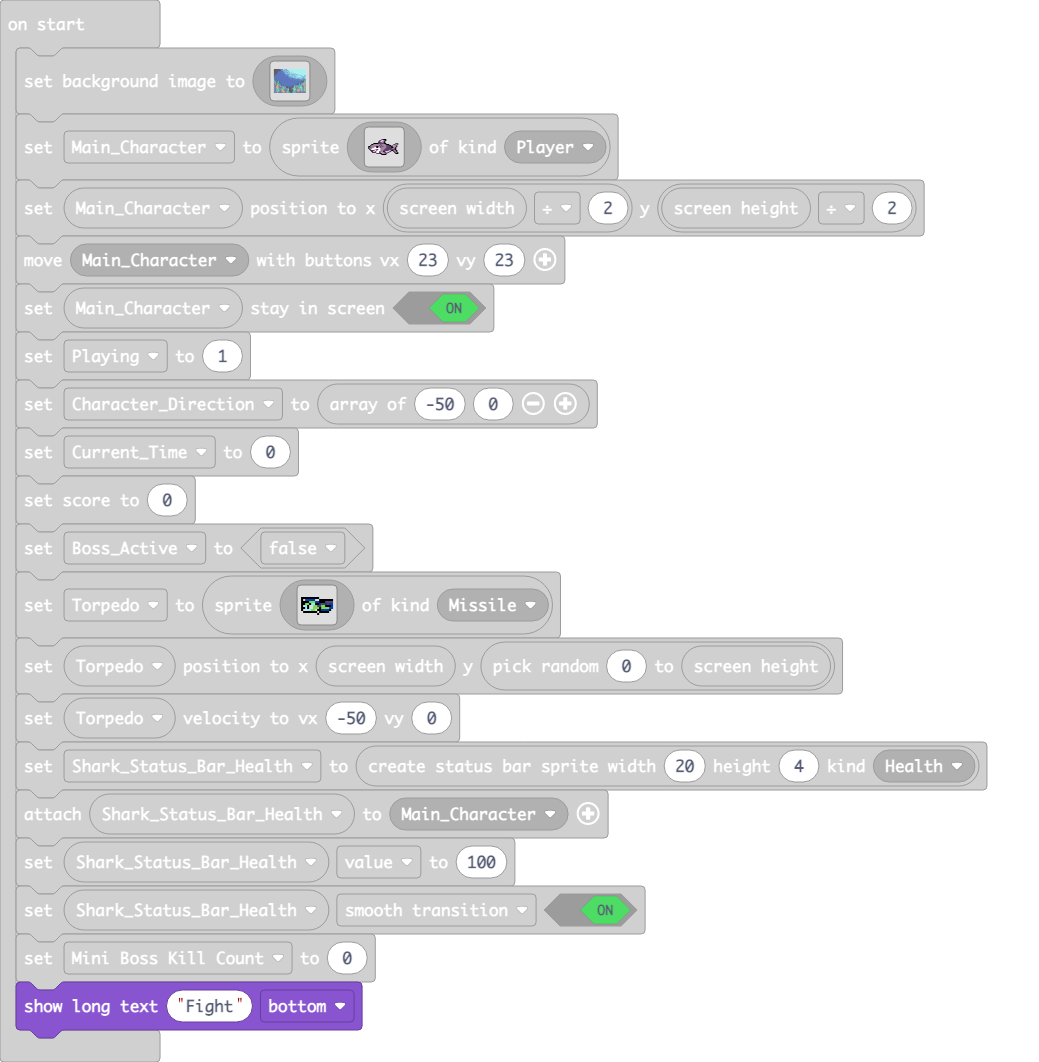 on start
set background image to
set Main_Character to sprite of kind Player
set Main_Character position to x screen width ÷ 2 y screen height ÷ 2
move Main_Character with buttons vx 23 vy 23
set Main_Character stay in screen ON
set Playing to 1
set Character_Direction to array of -50 0
set Current_Time to 0
set score to 0
set Boss_Active to false
set Torpedo to sprite of kind Missile
set Torpedo position to x screen width y pick random 0 to screen height
set Torpedo velocity to vx -50 vy 0
set Shark_Status_Bar_Health to create status bar sprite width 20 height 4 kind Health
attach Shark_Status_Bar_Health to Main_Character
set Shark_Status_Bar_Health value to 100
set Shark_Status_Bar_Health smooth transition ON
set Mini Boss Kill Count to 0
show long text "Fight" bottom